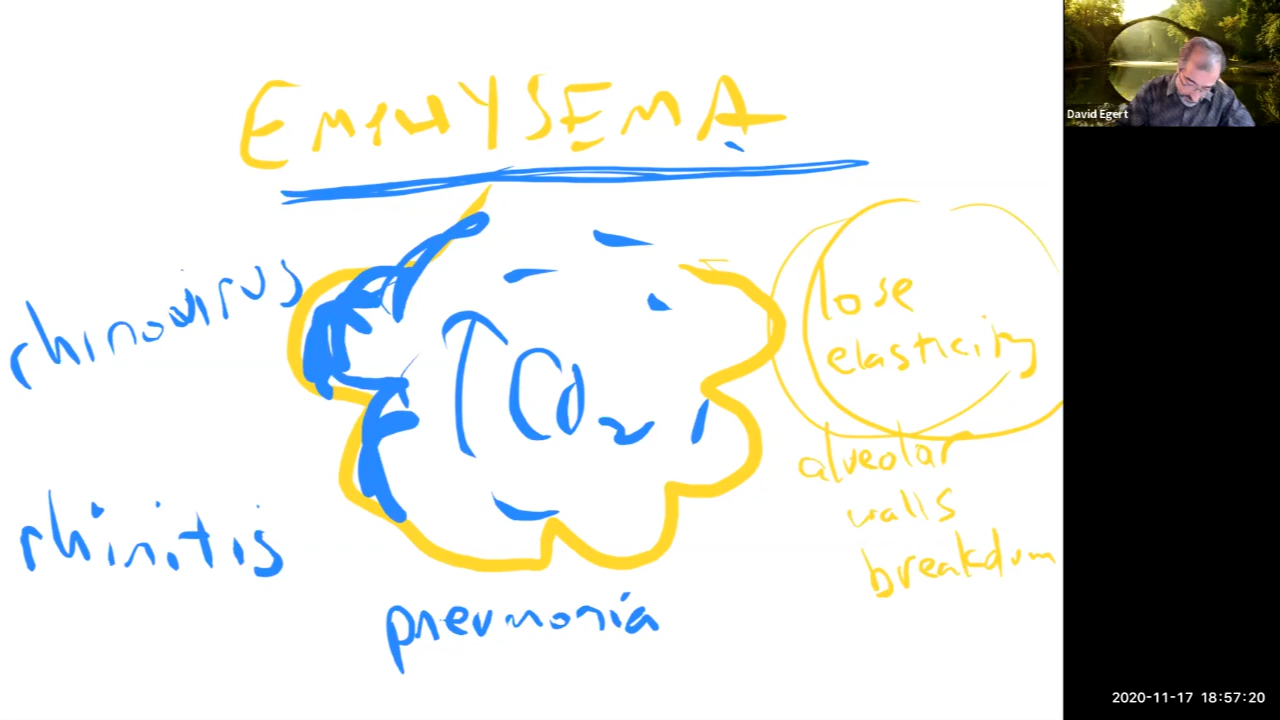 EMPHYSEMA
David Egert
rhinovirus
lose
elasticity
↑CO2
alveolar
walls
breakdown
rhinitis
pneumonia
2020-11-17 18:57:20